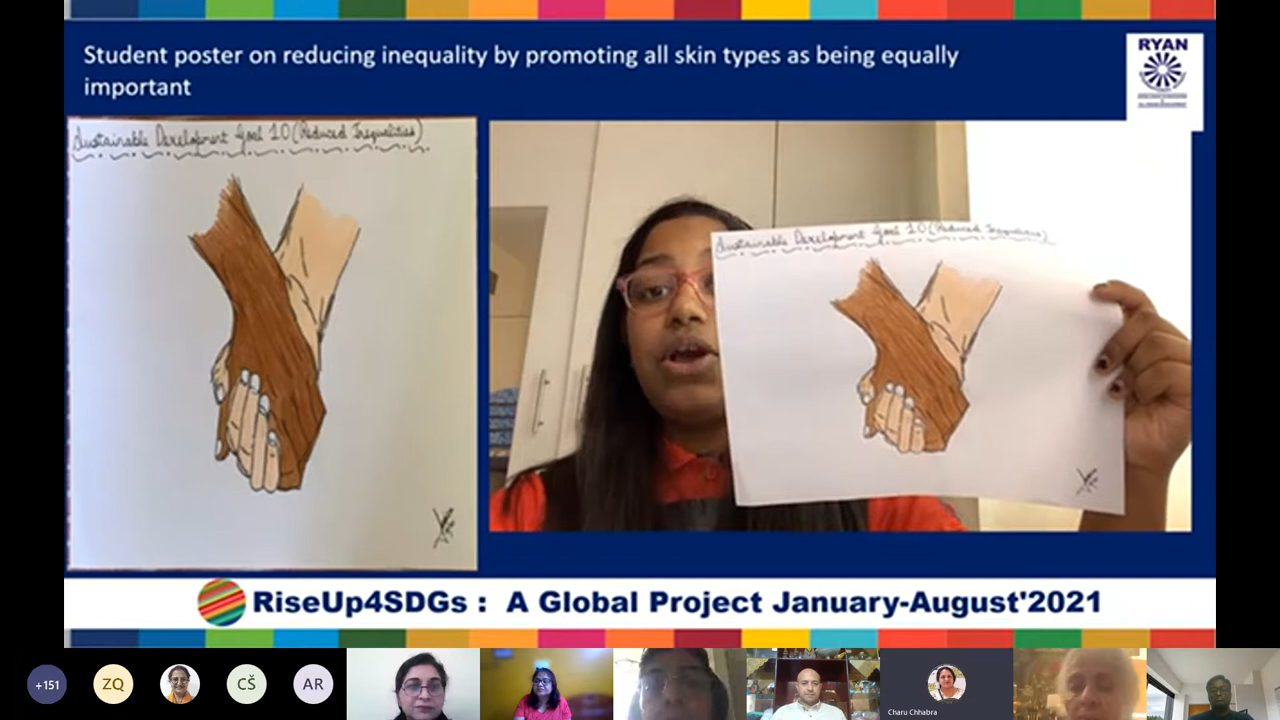 Student poster on reducing inequality by promoting all skin types as being equally
important
RYAN
Sustainable Development Goal 10 (Reduced Inequalities)
Sustainable Development Goal 10 (Reduced Inequalities)
RiseUp4SDGs : A Global Project January-August'2021
+151
ZQ
CŠ
AR
Charu Chhabra